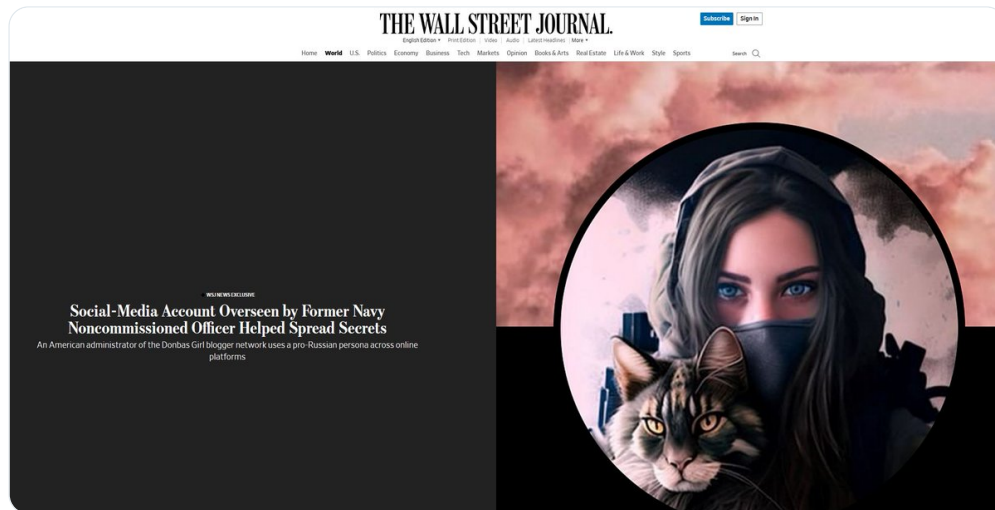 THE WALL STREET JOURNAL.
Subscribe
Sign In
English Edition
Print Edition
Video
Audio
Latest Headlines
More
Home World U.S. Politics Economy Business Tech Markets Opinion Books & Arts Real Estate Life & Work Style Sports
Search
WSJ NEWS EXCLUSIVE
Social-Media Account Overseen by Former Navy
Noncommissioned Officer Helped Spread Secrets
An American administrator of the Donbas Girl blogger network uses a pro-Russian persona across online
platforms